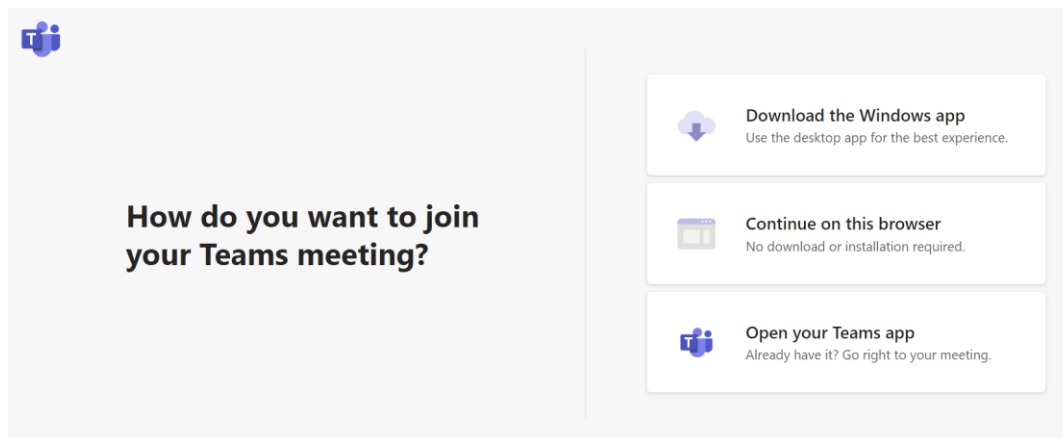 T
How do you want to join
your Teams meeting?
Download the Windows app
Use the desktop app for the best experience.
Continue on this browser
No download or installation required.
T
Open your Teams app
Already have it? Go right to your meeting.